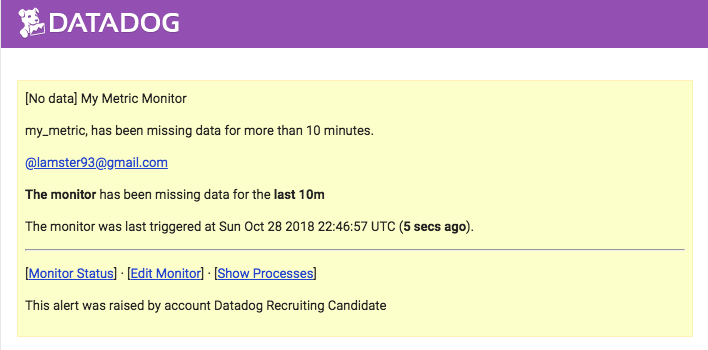 DATADOG
[No data] My Metric Monitor
my_metric, has been missing data for more than 10 minutes.
@lamster93@gmail.com
The monitor has been missing data for the last 10m
The monitor was last triggered at Sun Oct 28 2018 22:46:57 UTC (5 secs ago).
[Monitor Status] · [Edit Monitor] · [Show Processes]
This alert was raised by account Datadog Recruiting Candidate